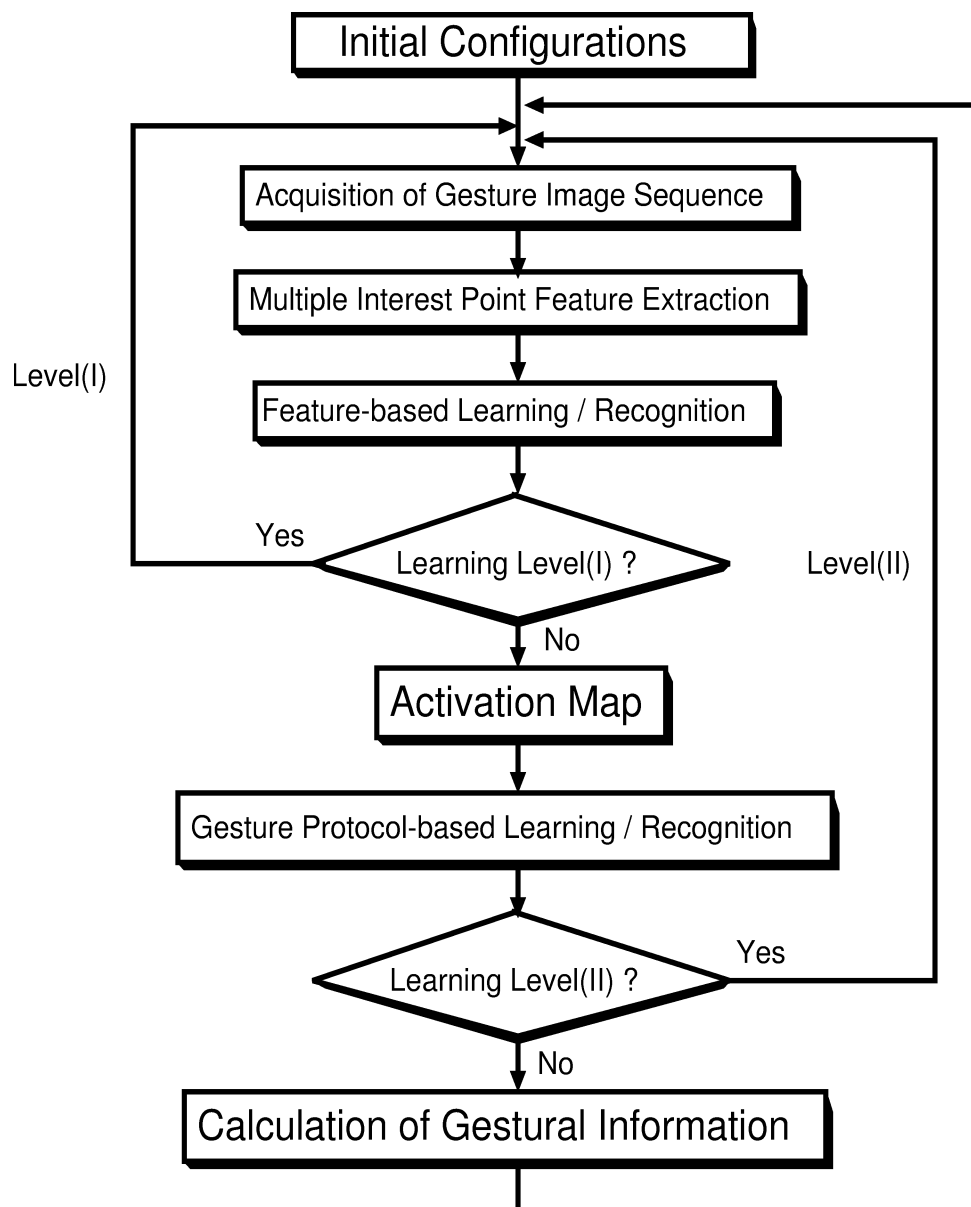 Initial Configurations
Acquisition of Gesture Image Sequence
Multiple Interest Point Feature Extraction
Level(I)
Feature-based Learning / Recognition
Yes
Learning Level(I) ?
Level(II)
No
Activation Map
Gesture Protocol-based Learning / Recognition
Yes
Learning Level(II) ?
No
Calculation of Gestural Information